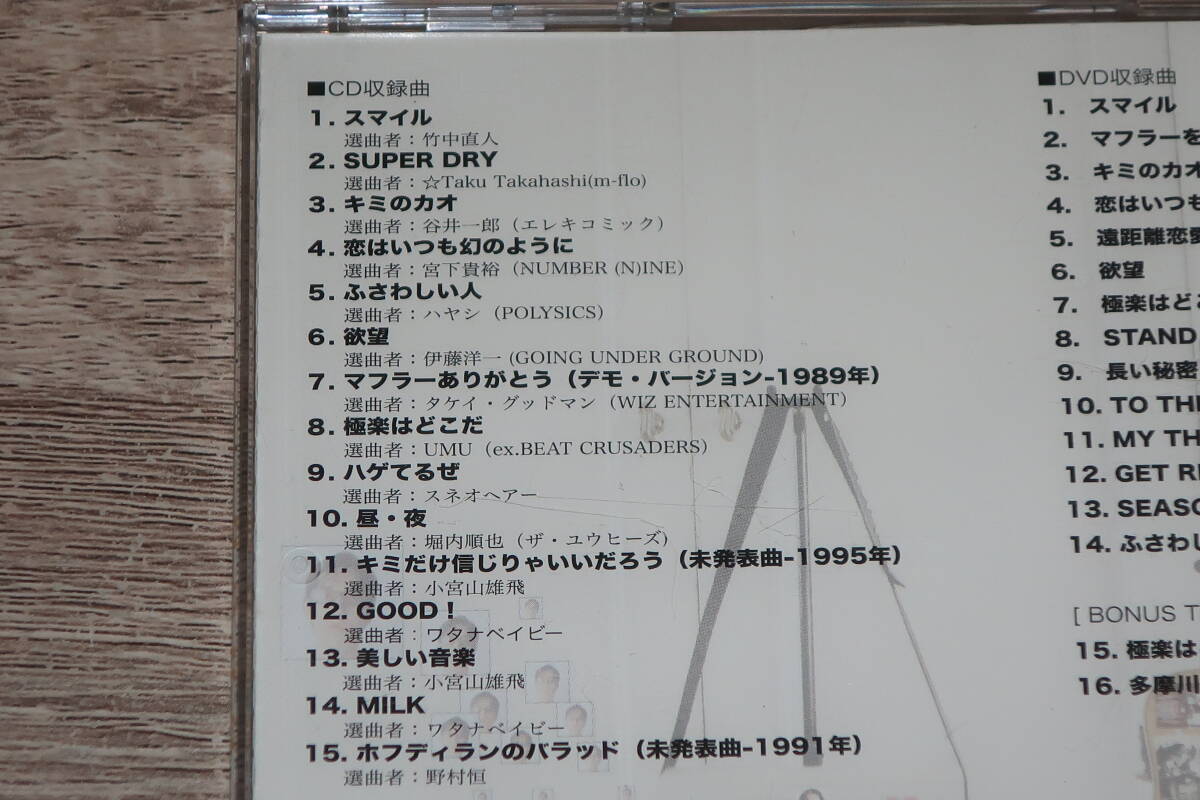 ■CD収録曲
1. スマイル
選曲者：竹中直人
2. SUPER DRY
選曲者：☆Taku Takahashi(m-flo)
3. キミのカオ
選曲者：谷井一郎（エレキコミック）
4. 恋はいつも幻のように
選曲者：宮下貴裕（NUMBER (N)INE）
5. ふさわしい人
選曲者：ハヤシ（POLYSICS）
6. 欲望
選曲者：伊藤洋一 (GOING UNDER GROUND)
7. マフラーありがとう（デモ・バージョン-1989年）
選曲者：タケイ・グッドマン（WIZ ENTERTAINMENT）
8. 極楽はどこだ
選曲者：UMU（ex.BEAT CRUSADERS）
9. ハゲてるぜ
選曲者：スネオヘアー
10. 昼・夜
選曲者：堀内順也（ザ・ユウヒーズ）
11. キミだけ信じりゃいいだろう（未発表曲-1995年）
選曲者：小宮山雄飛
12. GOOD！
選曲者：ワタナベイビー
13. 美しい音楽
選曲者：小宮山雄飛
14. MILK
選曲者：ワタナベイビー
15. ホフディランのバラッド（未発表曲-1991年）
選曲者：野村恒
■DVD収録曲
1. スマイル
2. マフラーを
3. キミのカオ
4. 恋はいつも
5. 遠距離恋愛
6. 欲望
7. 極楽はどこ
8. STAND
9. 長い秘密
10. TO THE
11. MY TH
12. GET R
13. SEASO
14. ふさわし
[ BONUS T
15. 極楽は
16. 多摩川